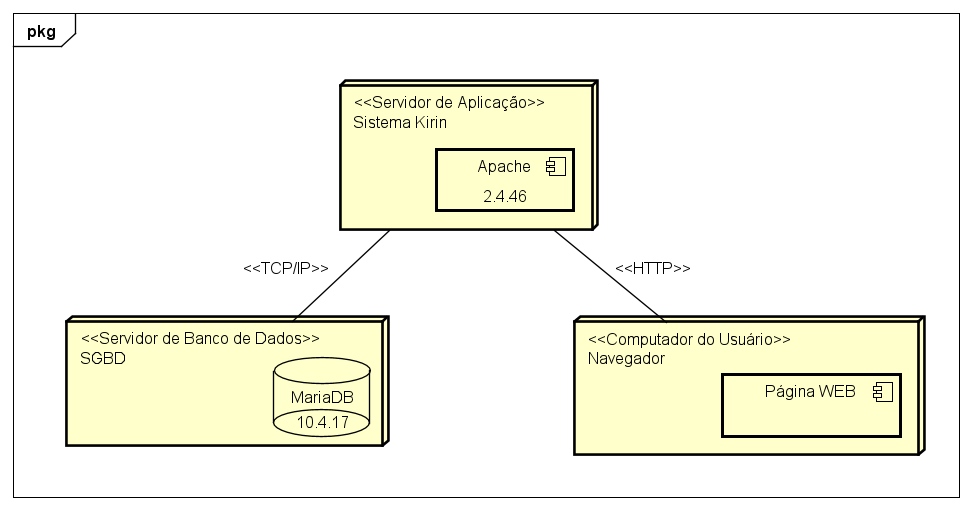 pkg
<<Servidor de Aplicação>>
Sistema Kirin
Apache
2.4.46
<<TCP/IP>>
<<HTTP>>
<<Servidor de Banco de Dados>>
SGBD
MariaDB
10.4.17
<<Computador do Usuário>>
Navegador
Página WEB